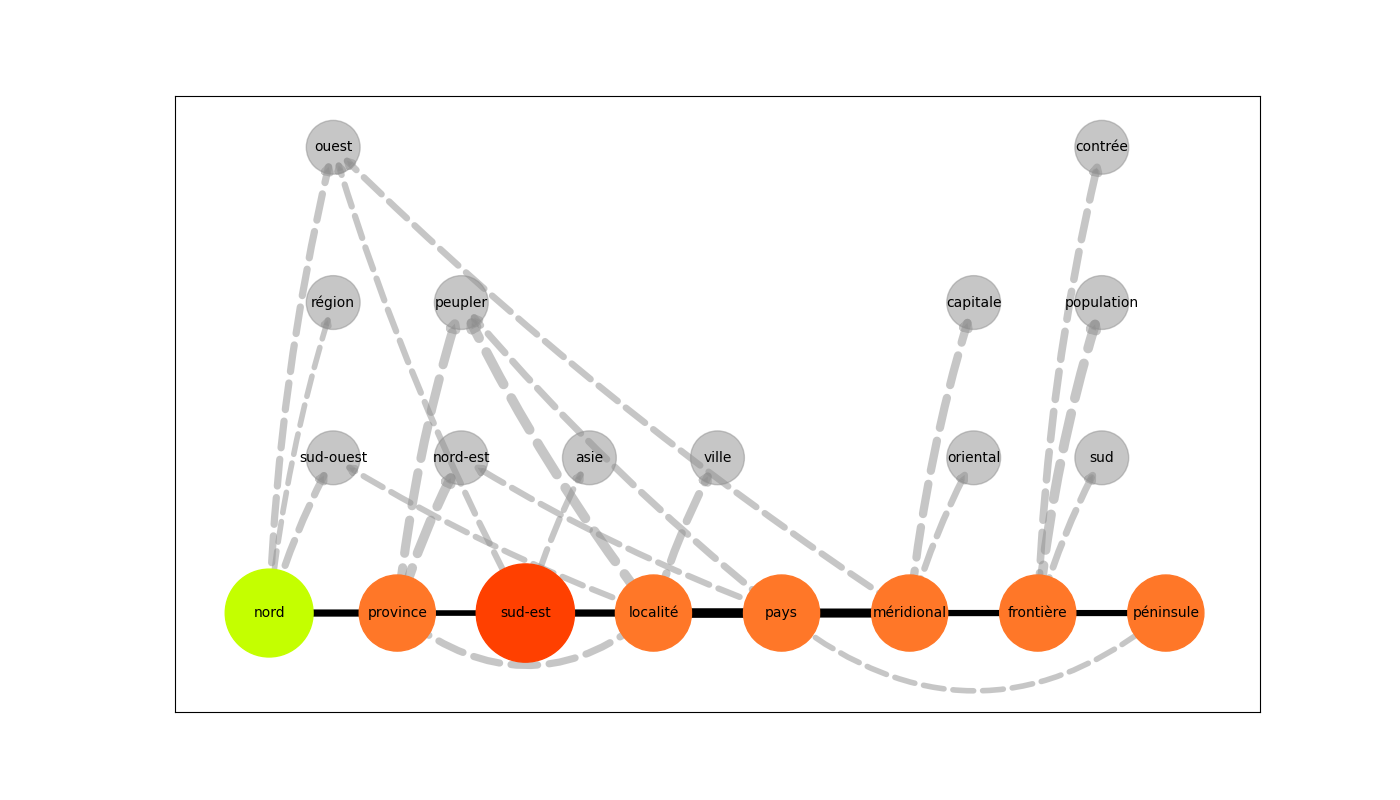 ouest
contrée
région
peupler
capitale
population
sud-ouest
nord-est
asie
ville
oriental
sud
nord
province
sud-est
localité
pays
méridional
frontière
péninsule